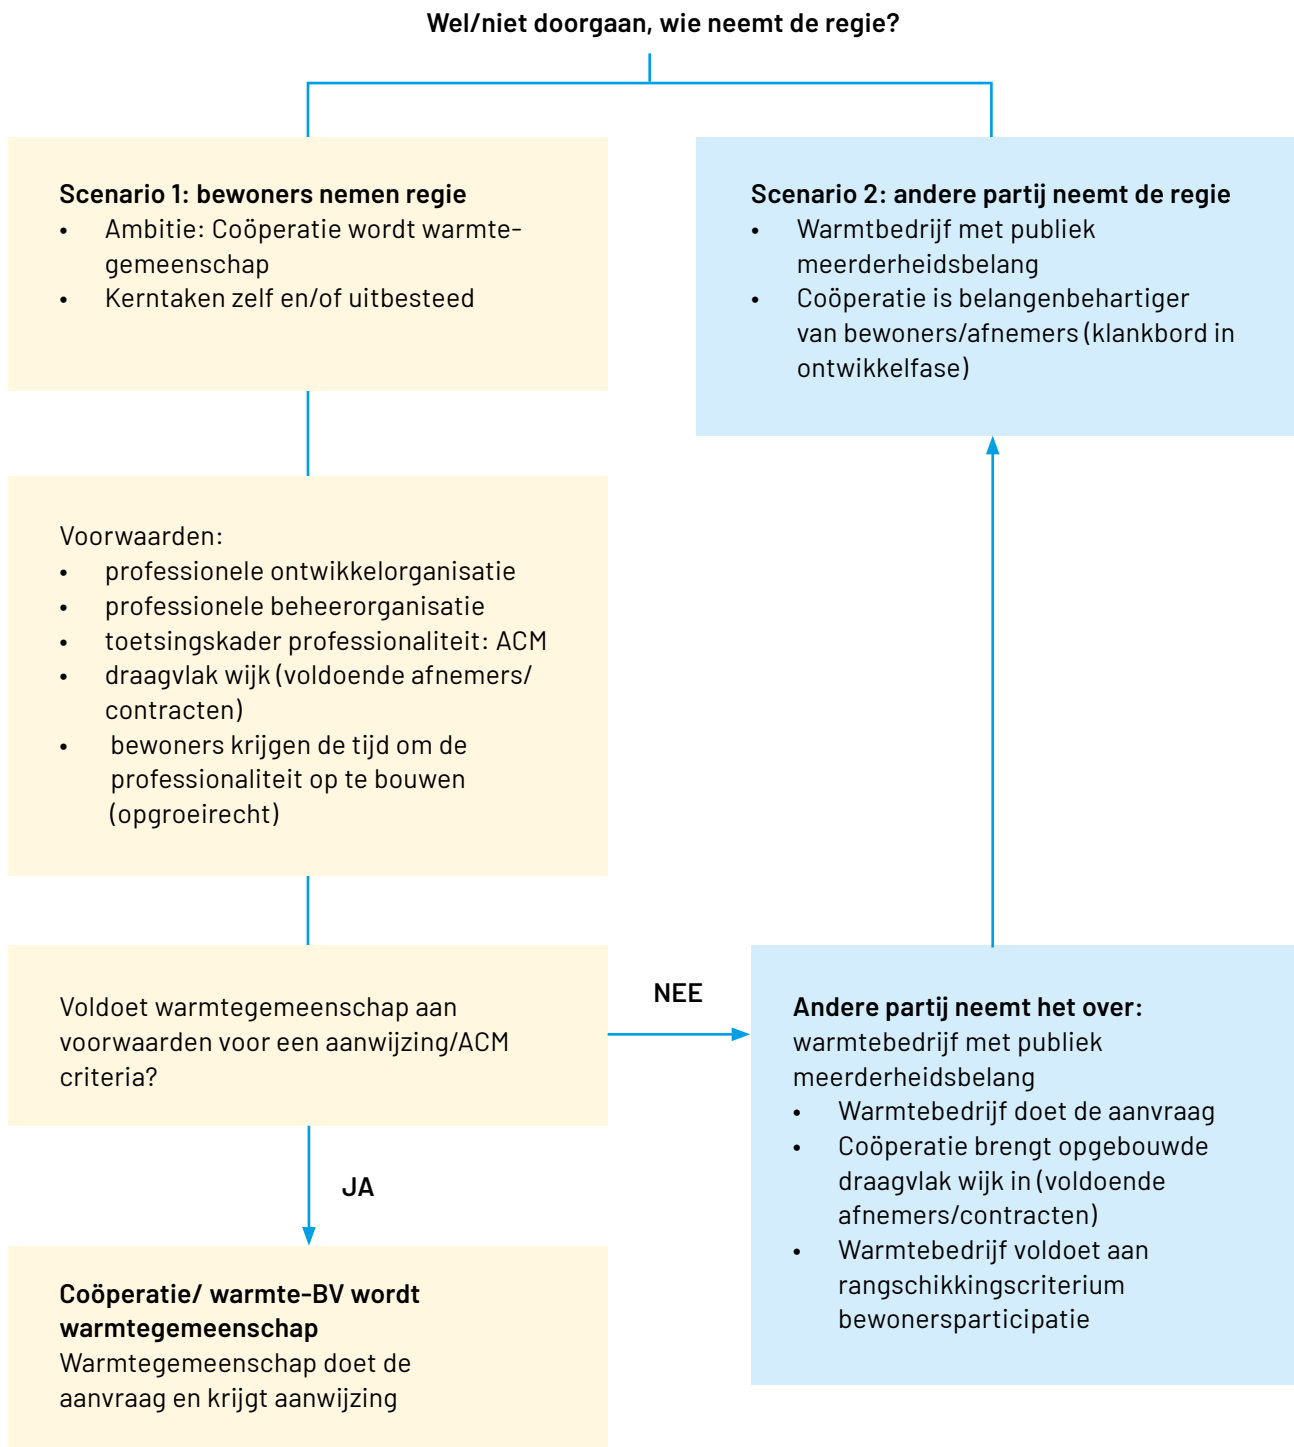 Wel/niet doorgaan, wie neemt de regie?
Scenario 1: bewoners nemen regie
• Ambitie: Coöperatie wordt warmte-
gemeenschap
• Kerntaken zelf en/of uitbesteed
Scenario 2: andere partij neemt de regie
• Warmtbedrijf met publiek
meerderheidsbelang
• Coöperatie is belangenbehartiger
van bewoners/afnemers (klankbord in
ontwikkelfase)
Voorwaarden:
• professionele ontwikkelorganisatie
• professionele beheerorganisatie
• toetsingskader professionaliteit: ACM
• draagvlak wijk (voldoende afnemers/
contracten)
• bewoners krijgen de tijd om de
professionaliteit op te bouwen
(opgroeirecht)
Voldoet warmtegemeenschap aan
voorwaarden voor een aanwijzing/ACM
criteria?
NEE
Andere partij neemt het over:
warmtebedrijf met publiek
meerderheidsbelang
• Warmtebedrijf doet de aanvraag
• Coöperatie brengt opgebouwde
draagvlak wijk in (voldoende
afnemers/contracten)
• Warmtebedrijf voldoet aan
rangschikkingscriterium
bewonersparticipatie
JA
Coöperatie/ warmte-BV wordt
warmtegemeenschap
Warmtegemeenschap doet de
aanvraag en krijgt aanwijzing